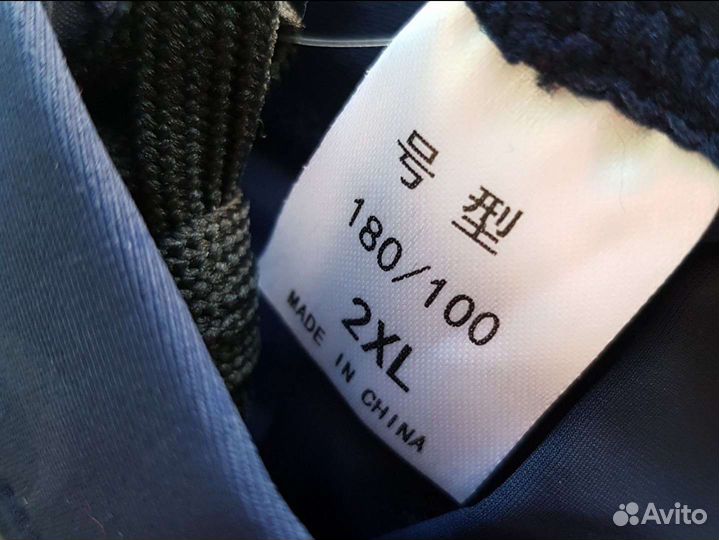 号型
180/100
2XL
MADE IN CHINA
Avito